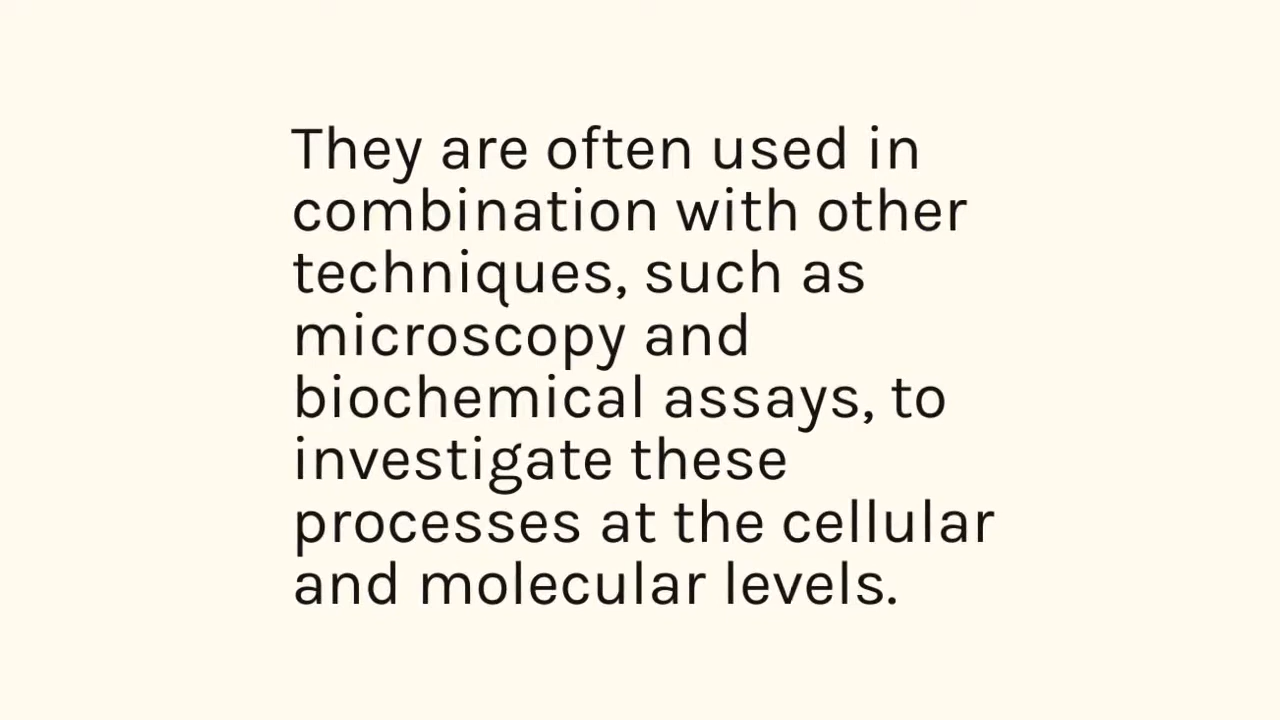 They are often used in
combination with other
techniques, such as
microscopy and
biochemical assays, to
investigate these
processes at the cellular
and molecular levels.